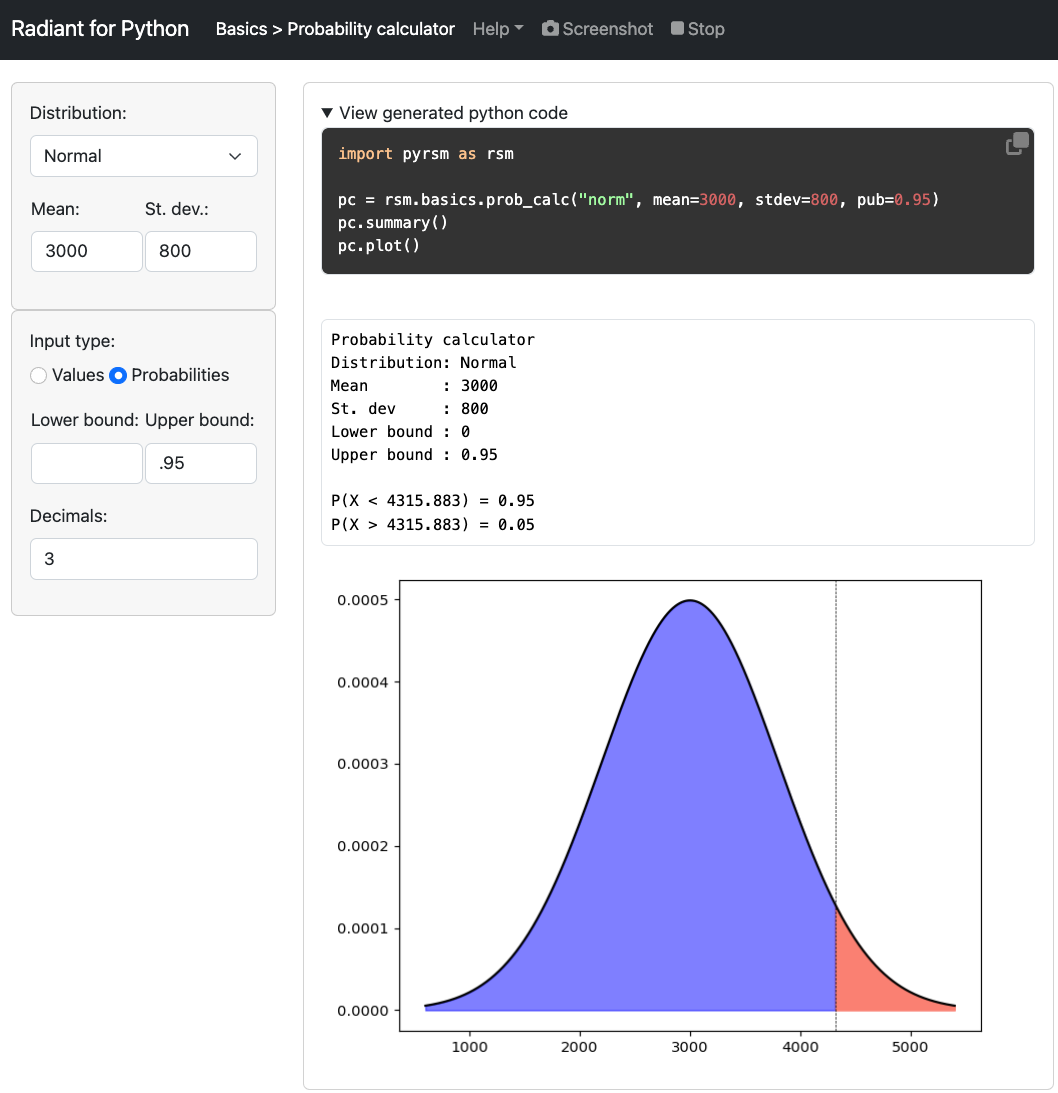 Radiant for Python Basics > Probability calculator Help Screenshot Stop
Distribution:
Normal
Mean: St. dev.:
3000 800
Input type:
Values Probabilities
Lower bound: Upper bound:
.95
Decimals:
3
▼ View generated python code
import pyrsm as rsm
pc = rsm.basics.prob_calc("norm", mean=3000, stdev=800, pub=0.95)
pc.summary()
pc.plot()
Probability calculator
Distribution: Normal
Mean : 3000
St. dev : 800
Lower bound : 0
Upper bound : 0.95
P(X < 4315.883) = 0.95
P(X > 4315.883) = 0.05
0.0005
0.0004
0.0003
0.0002
0.0001
0.0000
1000 2000 3000 4000 5000